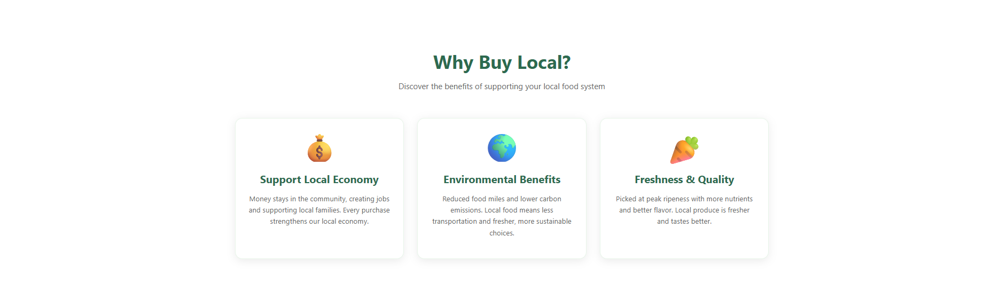 Why Buy Local?
Discover the benefits of supporting your local food system
Support Local Economy
Money stays in the community, creating jobs
and supporting local families. Every purchase
strengthens our local economy.
Environmental Benefits
Reduced food miles and lower carbon
emissions. Local food means less
transportation and fresher, more sustainable
choices.
Freshness & Quality
Picked at peak ripeness with more nutrients
and better flavor. Local produce is fresher
and tastes better.